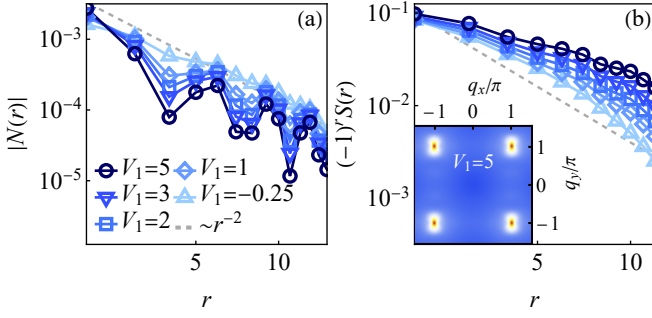 (a)
|N(r)|
10⁻³
10⁻⁴
10⁻⁵
V₁=5
V₁=3
V₁=2
V₁=1
V₁=−0.25
~r⁻²
5
10
r
(b)
(−1)ʳS(r)
10⁻¹
10⁻²
10⁻³
qₓ/π
−1 0 1
V₁=5
1
0
−1
q_y/π
5
10
r